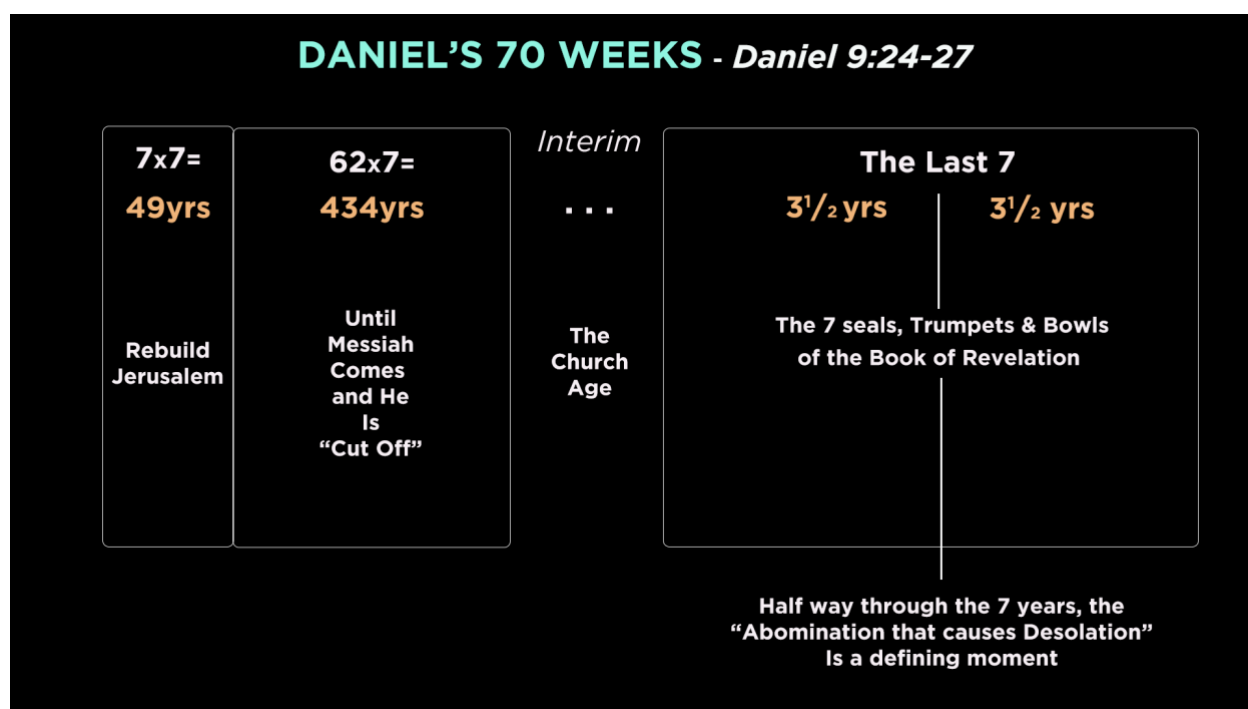 DANIEL’S 70 WEEKS - Daniel 9:24-27
7x7=
49yrs
Rebuild
Jerusalem
62x7=
434yrs
Until
Messiah
Comes
and He
Is
“Cut Off”
Interim
...
The
Church
Age
The Last 7
3¹/₂ yrs
3¹/₂ yrs
The 7 seals, Trumpets & Bowls
of the Book of Revelation
Half way through the 7 years, the
“Abomination that causes Desolation”
Is a defining moment